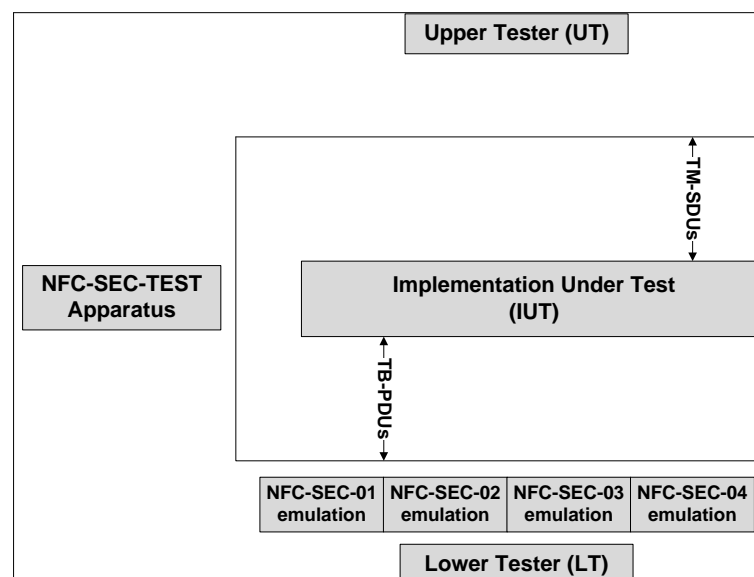 Upper Tester (UT)
TM-SDUs
NFC-SEC-TEST
Apparatus
Implementation Under Test
(IUT)
TB-PDUs
NFC-SEC-01
emulation
NFC-SEC-02
emulation
NFC-SEC-03
emulation
NFC-SEC-04
emulation
Lower Tester (LT)